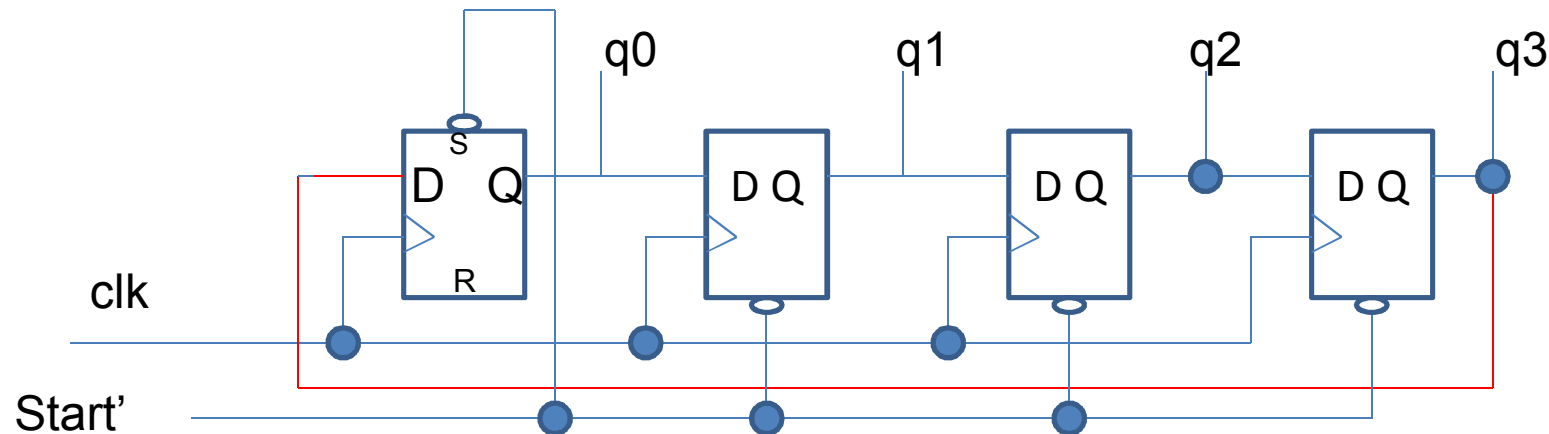 q0 q1 q2 q3
S
D Q D Q D Q D Q
R
clk
Start’